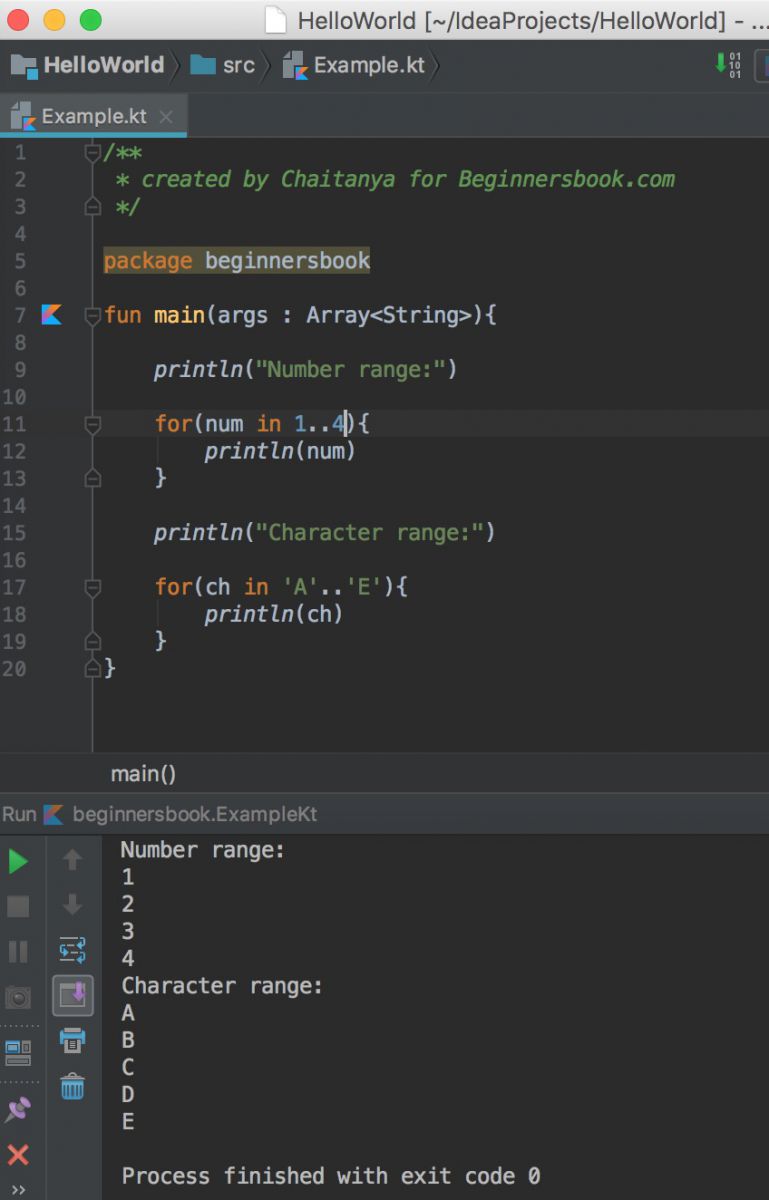 HelloWorld [~/IdeaProjects/HelloWorld] - ...
HelloWorld src Example.kt
01
10
01
Example.kt
1 /**
2 * created by Chaitanya for Beginnersbook.com
3 */
4
5 package beginnersbook
6
7 fun main(args : Array<String>){
8
9 println("Number range:")
10
11 for(num in 1..4){
12 println(num)
13 }
14
15 println("Character range:")
16
17 for(ch in 'A'..'E'){
18 println(ch)
19 }
20 }
main()
Run beginnersbook.ExampleKt
Number range:
1
2
3
4
Character range:
A
B
C
D
E
Process finished with exit code 0